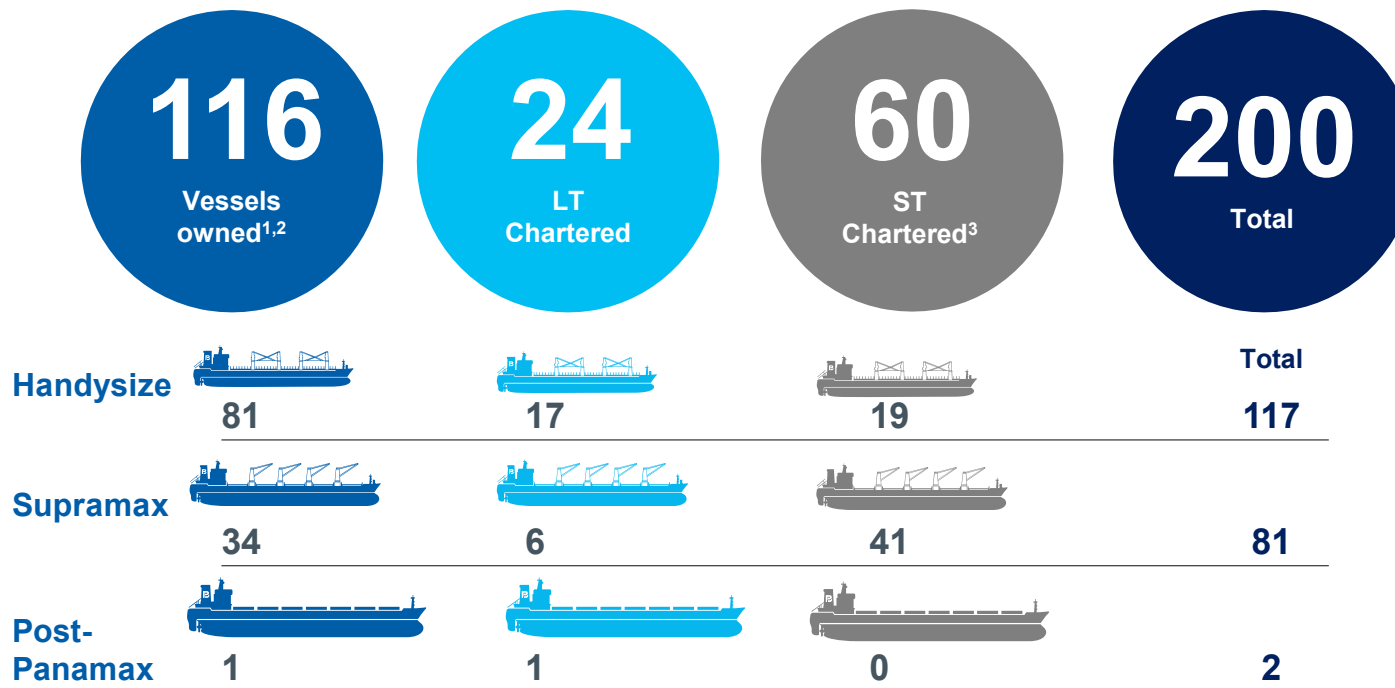 116
Vessels
owned1,2
24
LT
Chartered
60
ST
Chartered3
200
Total
Total
Handysize
81
17
19
117
Supramax
34
6
41
81
Post-
Panamax
1
1
0
2